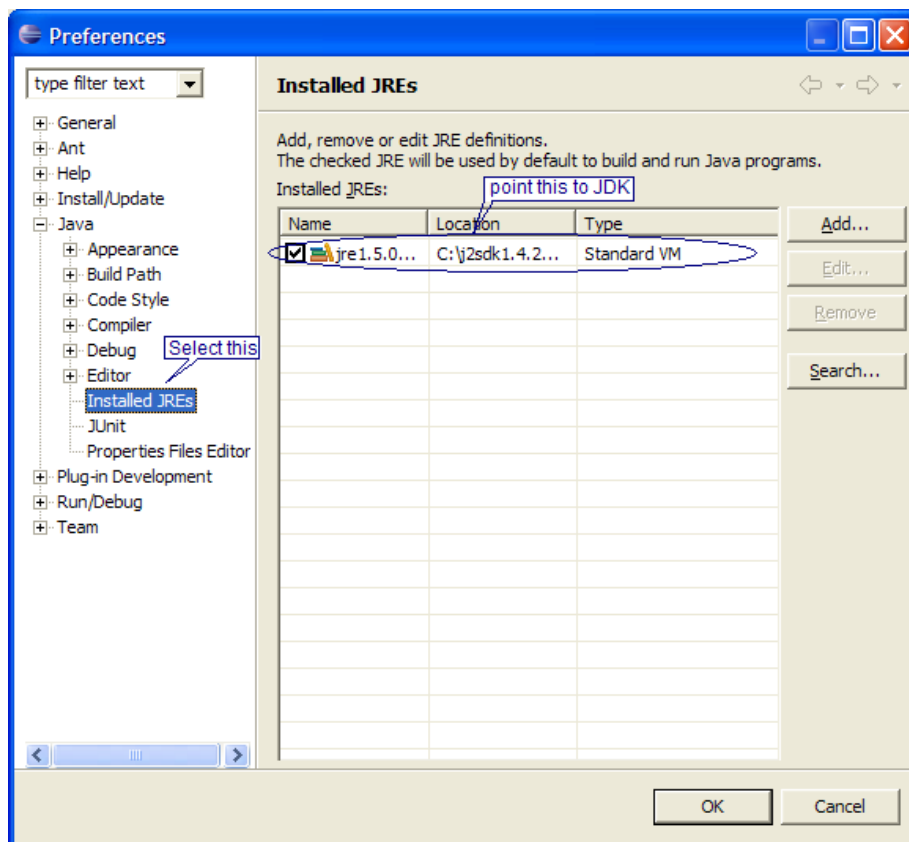 Preferences
type filter text
General
Ant
Help
Install/Update
Java
Appearance
Build Path
Code Style
Compiler
Debug
Select this
Editor
Installed JREs
JUnit
Properties Files Editor
Plug-in Development
Run/Debug
Team
Installed JREs
Add, remove or edit JRE definitions.
The checked JRE will be used by default to build and run Java programs.
Installed JREs:
point this to JDK
Name Location Type
jre1.5.0... C:\j2sdk1.4.2... Standard VM
Add...
Edit...
Remove
Search...
OK Cancel